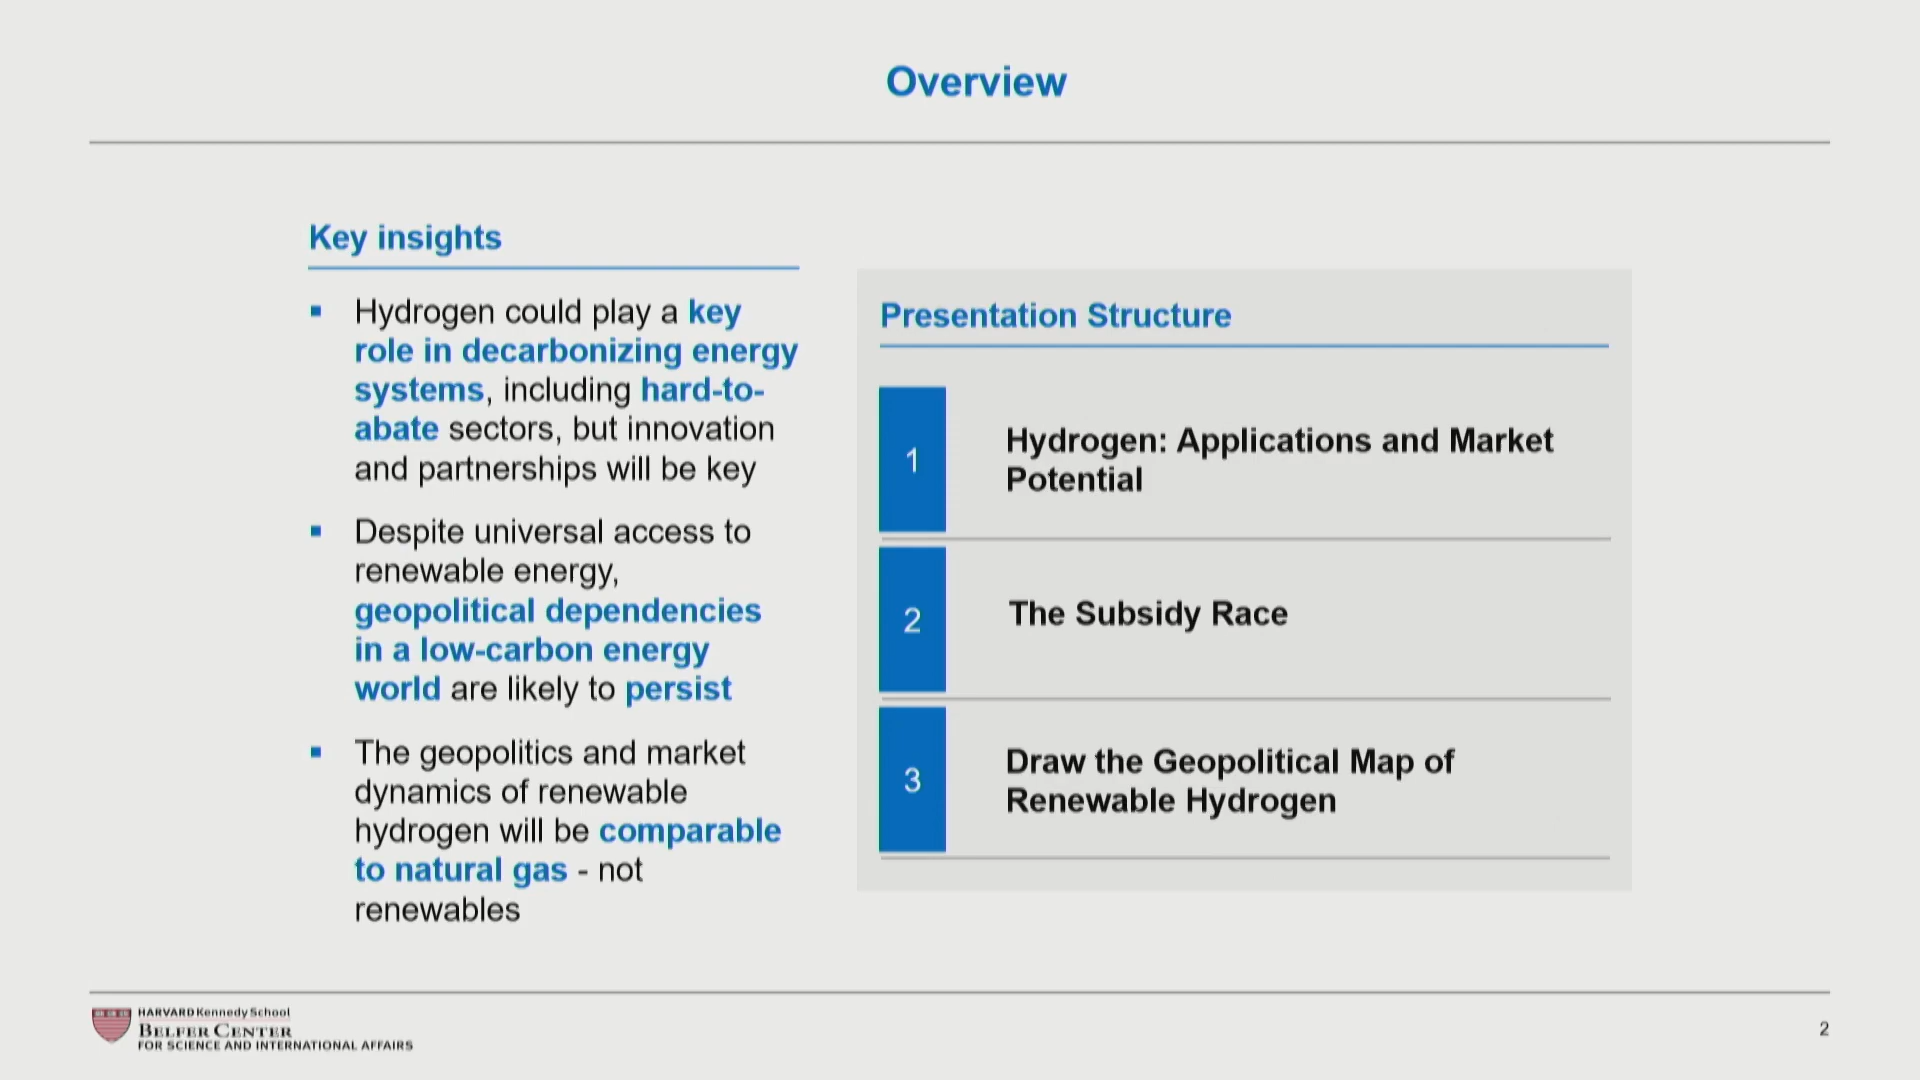 Overview
Key insights
▪ Hydrogen could play a key
role in decarbonizing energy
systems, including hard-to-
abate sectors, but innovation
and partnerships will be key
▪ Despite universal access to
renewable energy,
geopolitical dependencies
in a low-carbon energy
world are likely to persist
▪ The geopolitics and market
dynamics of renewable
hydrogen will be comparable
to natural gas - not
renewables
Presentation Structure
1
Hydrogen: Applications and Market
Potential
2
The Subsidy Race
3
Draw the Geopolitical Map of
Renewable Hydrogen
HARVARD Kennedy School
BELFER CENTER
FOR SCIENCE AND INTERNATIONAL AFFAIRS
2